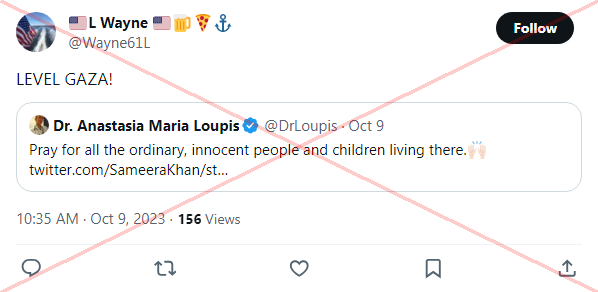 🇺🇸L Wayne 🇺🇸🍺🍕⚓
@Wayne61L
Follow
LEVEL GAZA!
Dr. Anastasia Maria Loupis @DrLoupis · Oct 9
Pray for all the ordinary, innocent people and children living there.🙌🏻
twitter.com/SameeraKhan/st...
10:35 AM · Oct 9, 2023 · 156 Views